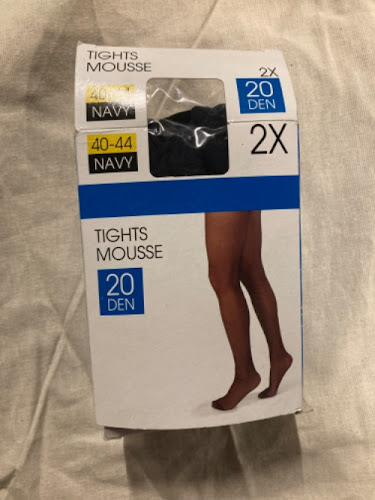 TIGHTS
MOUSSE
2X
20
DEN
NAVY
40-44
NAVY
2X
TIGHTS
MOUSSE
20
DEN